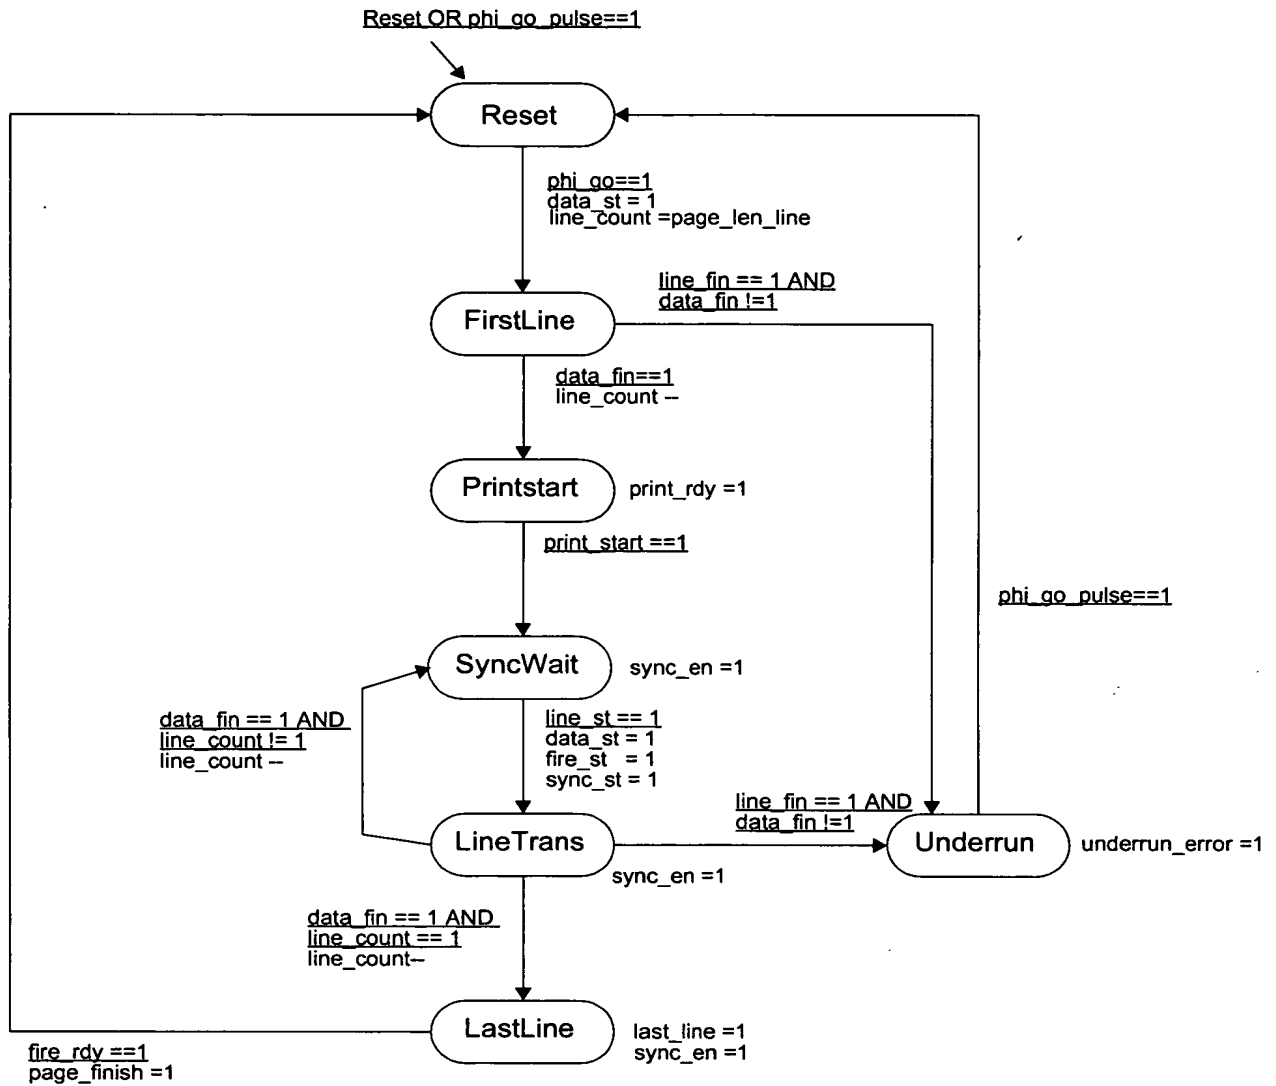 Reset OR phi_go_pulse==1
Reset
phi_go==1
data_st = 1
line_count =page_len_line
line_fin == 1 AND
data_fin !=1
FirstLine
data_fin==1
line_count --
Printstart
print_rdy =1
print_start ==1
phi_go_pulse==1
SyncWait
sync_en =1
data_fin == 1 AND
line_count != 1
line_count --
line_st == 1
data_st = 1
fire_st = 1
sync_st = 1
line_fin == 1 AND
data_fin !=1
LineTrans
sync_en =1
Underrun
underrun_error =1
data_fin == 1 AND
line_count == 1
line_count--
LastLine
last_line =1
sync_en =1
fire_rdy ==1
page_finish =1